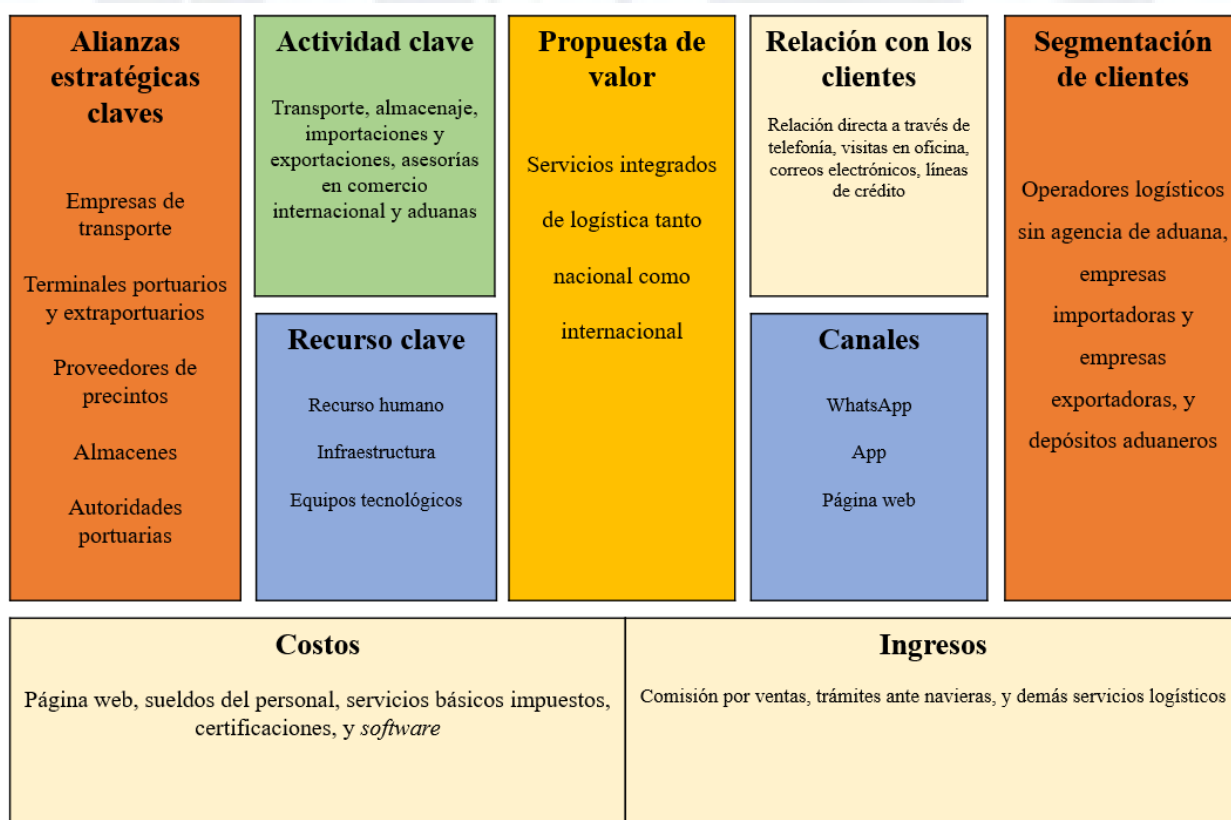 Alianzas
estratégicas
claves
Empresas de
transporte
Terminales portuarios
y extraportuarios
Proveedores de
precintos
Almacenes
Autoridades
portuarias
Actividad clave
Transporte, almacenaje,
importaciones y
exportaciones, asesorías
en comercio
internacional y aduanas
Recurso clave
Recurso humano
Infraestructura
Equipos tecnológicos
Propuesta de
valor
Servicios integrados
de logística tanto
nacional como
internacional
Relación con los
clientes
Relación directa a través de
telefonía, visitas en oficina,
correos electrónicos, líneas
de crédito
Canales
WhatsApp
App
Página web
Segmentación
de clientes
Operadores logísticos
sin agencia de aduana,
empresas
importadoras y
empresas
exportadoras, y
depósitos aduaneros
Costos
Página web, sueldos del personal, servicios básicos impuestos,
certificaciones, y software
Ingresos
Comisión por ventas, trámites ante navieras, y demás servicios logísticos